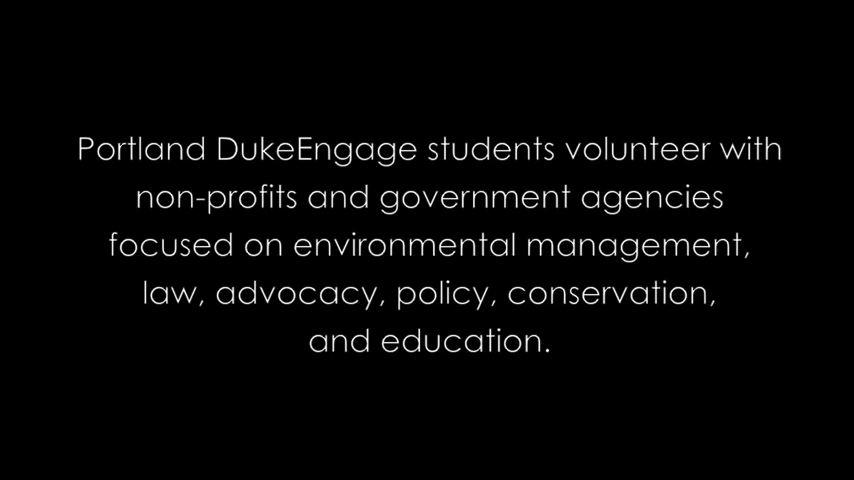 Portland DukeEngage students volunteer with
non-profits and government agencies
focused on environmental management,
law, advocacy, policy, conservation,
and education.